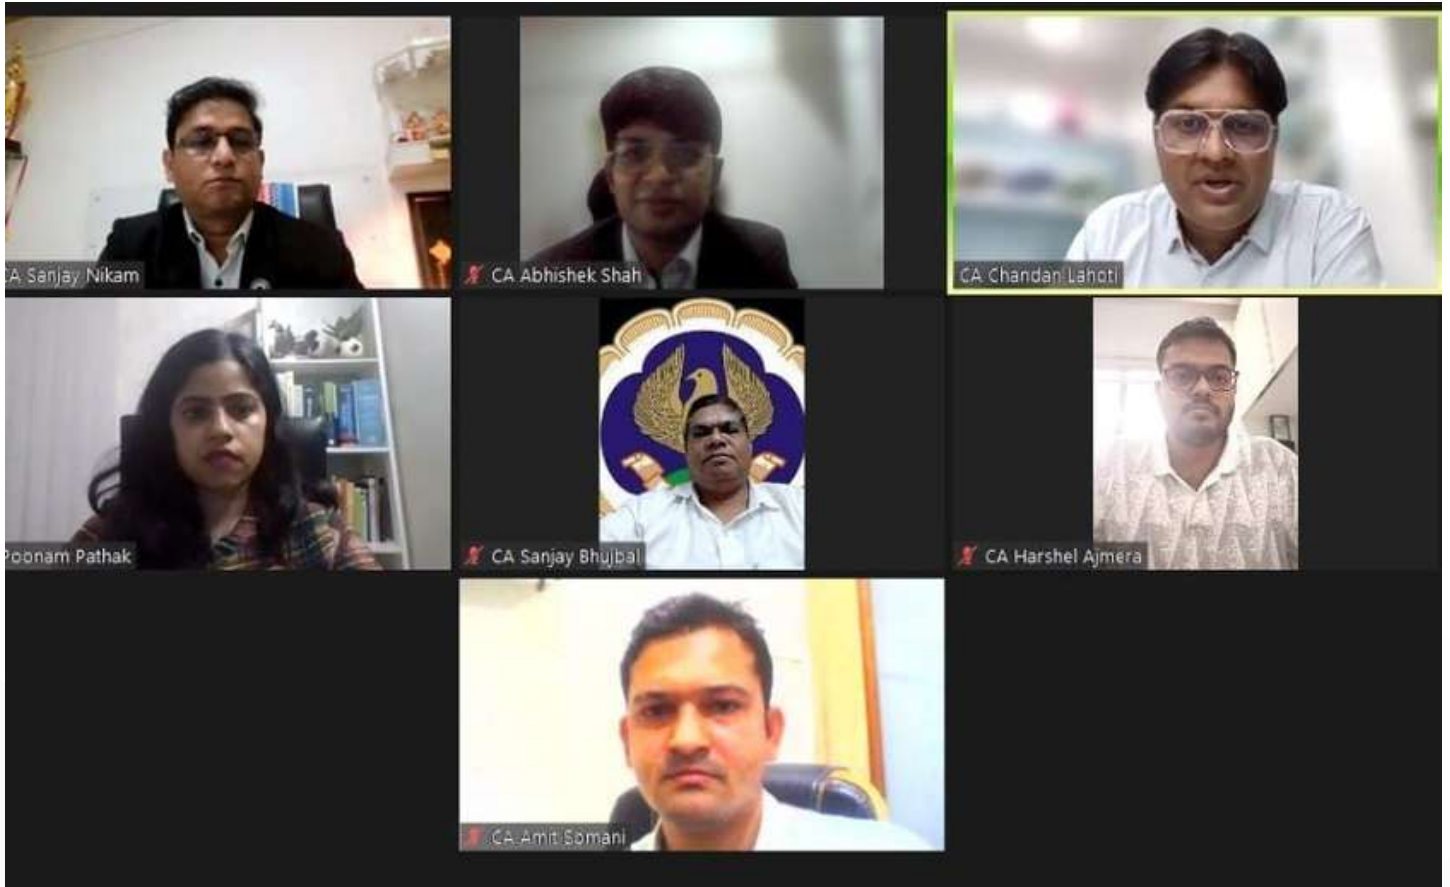 CA Sanjay Nikam
CA Abhishek Shah
CA Chandan Lahoti
Poonam Pathak
CA Sanjay Bhujbal
CA Harshel Ajmera
CA Amit Somani